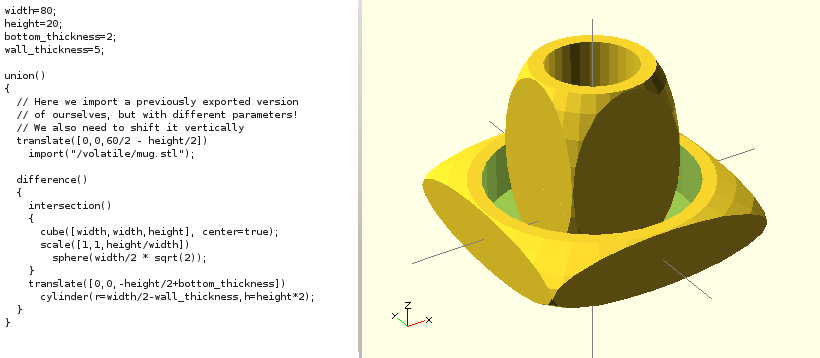 width=80;
height=20;
bottom_thickness=2;
wall_thickness=5;
union()
{
// Here we import a previously exported version
// of ourselves, but with different parameters!
// We also need to shift it vertically
translate([0,0,60/2 - height/2])
import("/volatile/mug.stl");
difference()
{
intersection()
{
cube([width,width,height], center=true);
scale([1,1,height/width])
sphere(width/2 * sqrt(2));
}
translate([0,0,-height/2+bottom_thickness])
cylinder(r=width/2-wall_thickness,h=height*2);
}
}
Z
Y
X